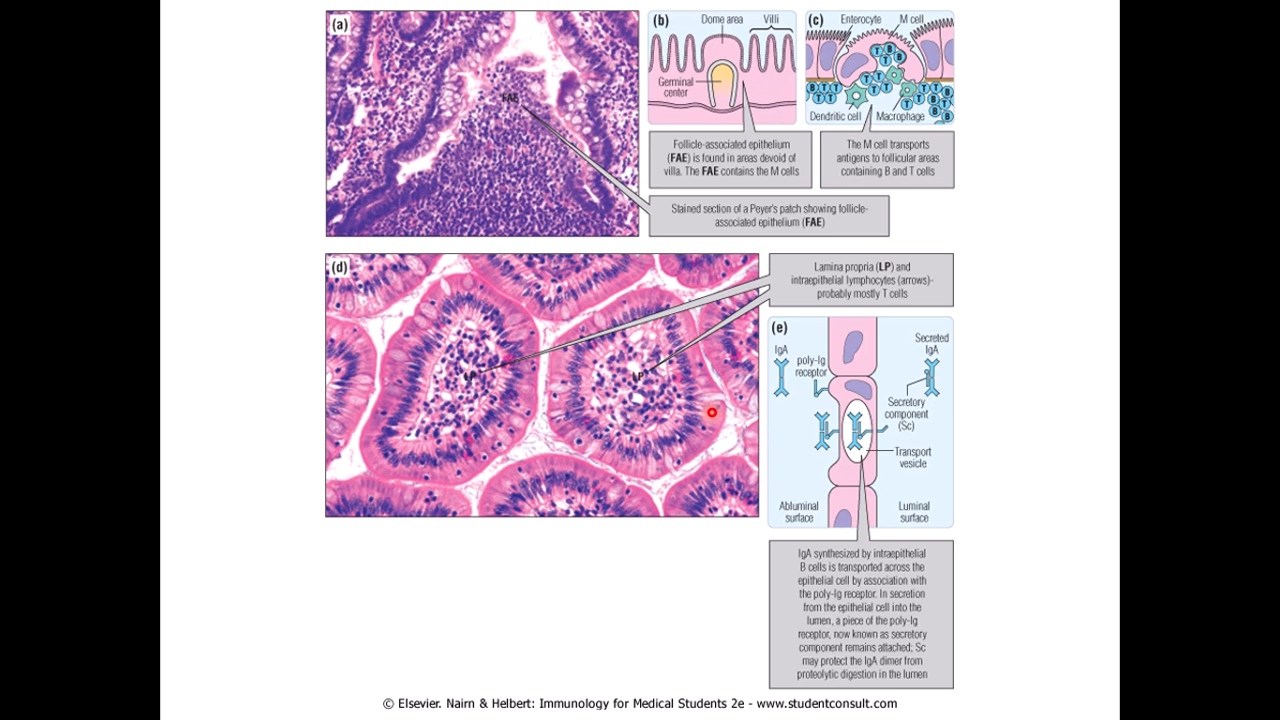 (a)
FAE
(b)
Dome area
Villi
Germinal
center
(c)
Enterocyte
M cell
T B
T B
T T
T T
B T T
T T
T T T B
T B
B
B
Dendritic cell
Macrophage
Follicle-associated epithelium
(FAE) is found in areas devoid of
villa. The FAE contains the M cells
The M cell transports
antigens to follicular areas
containing B and T cells
Stained section of a Peyer's patch showing follicle-
associated epithelium (FAE)
(d)
LP
LP
Lamina propria (LP) and
intraepithelial lymphocytes (arrows)-
probably mostly T cells
(e)
IgA
poly-Ig
receptor
Secreted
IgA
Secretory
component
(Sc)
Transport
vesicle
Abluminal
surface
Luminal
surface
IgA synthesized by intraepithelial
B cells is transported across the
epithelial cell by association with
the poly-Ig receptor. In secretion
from the epithelial cell into the
lumen, a piece of the poly-Ig
receptor, now known as secretory
component remains attached; Sc
may protect the IgA dimer from
proteolytic digestion in the lumen
© Elsevier. Nairn & Helbert: Immunology for Medical Students 2e - www.studentconsult.com